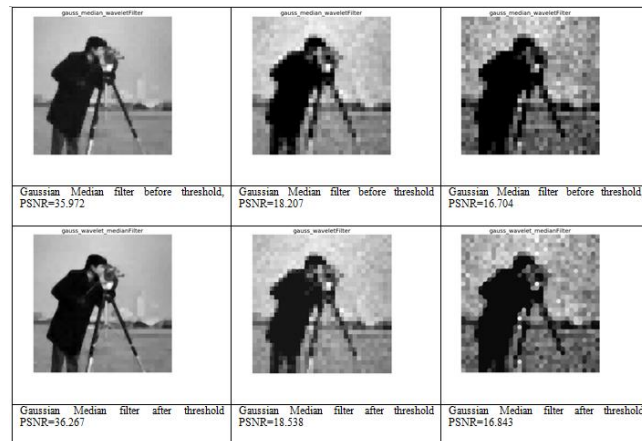 gauss_median_waveletFilter
gauss_median_waveletFilter
gauss_median_waveletFilter
Gaussian Median filter before threshold,
PSNR=35.972
Gaussian Median filter before threshold
PSNR=18.207
Gaussian Median filter before threshold
PSNR=16.704
gauss_wavelet_medianFilter
gauss_wavelet_medianFilter
gauss_wavelet_medianFilter
Gaussian Median filter after threshold
PSNR=36.267
Gaussian Median filter after threshold
PSNR=18.538
Gaussian Median filter after threshold
PSNR=16.843